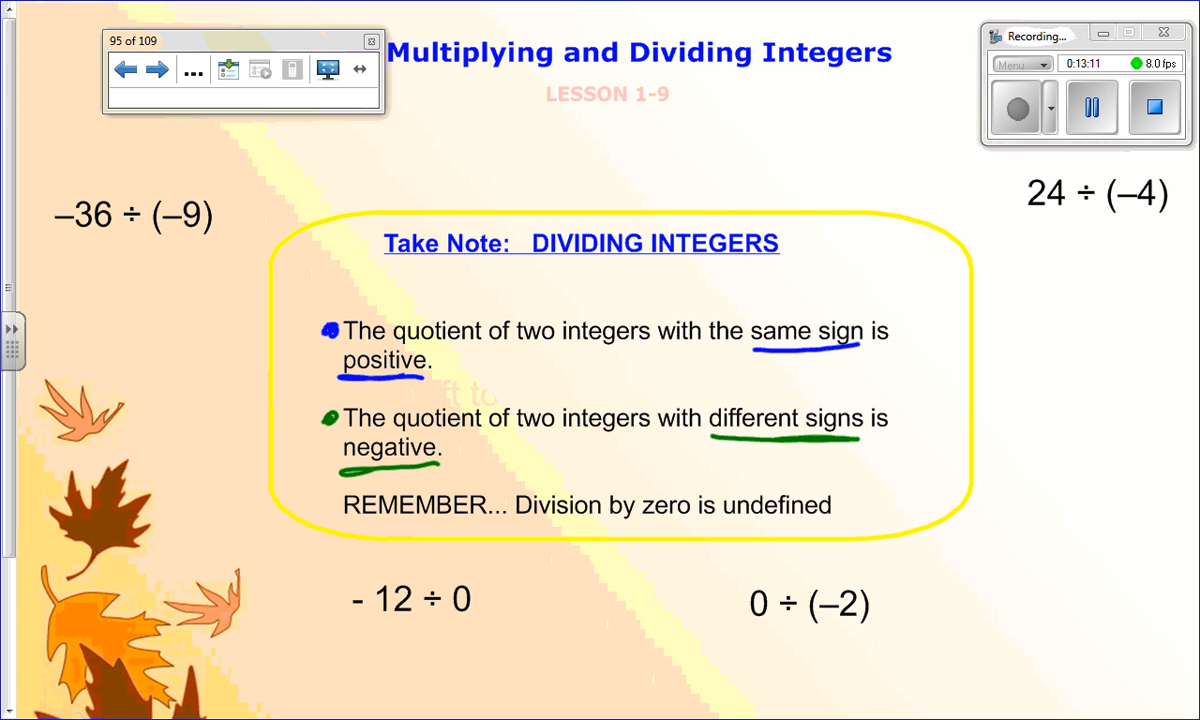 95 of 109
Multiplying and Dividing Integers
LESSON 1-9
Recording...
Menu
0:13:11
8.0 fps
–36 ÷ (–9)
24 ÷ (–4)
Take Note: DIVIDING INTEGERS
The quotient of two integers with the same sign is
positive.
The quotient of two integers with different signs is
negative.
REMEMBER... Division by zero is undefined
- 12 ÷ 0
0 ÷ (–2)